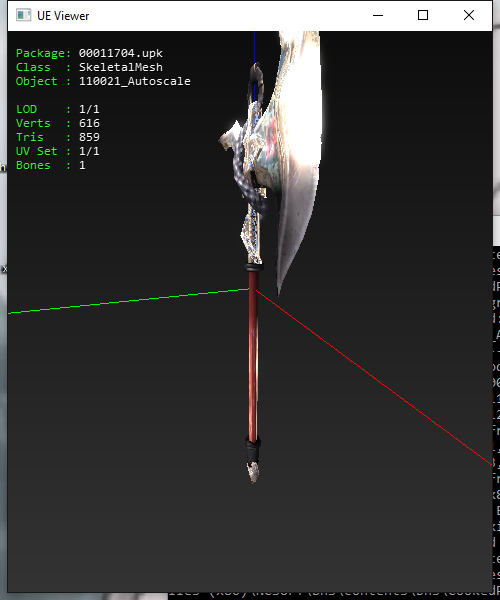 UE Viewer
Package: 00011704.upk
Class  : SkeletalMesh
Object : 110021_Autoscale
LOD    : 1/1
Verts  : 616
Tris   : 859
UV Set : 1/1
Bones  : 1